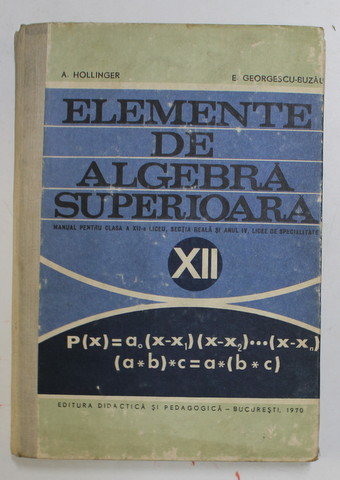 A. HOLLINGER
E. GEORGESCU-BUZĂU
ELEMENTE
DE
ALGEBRA
SUPERIOARA
MANUAL PENTRU CLASA A XII-a LICEU, SECȚIA REALĂ ȘI ANUL IV, LICEE DE SPECIALITATE
XII
P(x)=a₀(x-x₁)(x-x₂)···(x-xₙ)
(a*b)*c=a*(b*c)
EDITURA DIDACTICĂ ȘI PEDAGOGICĂ – BUCUREȘTI, 1970